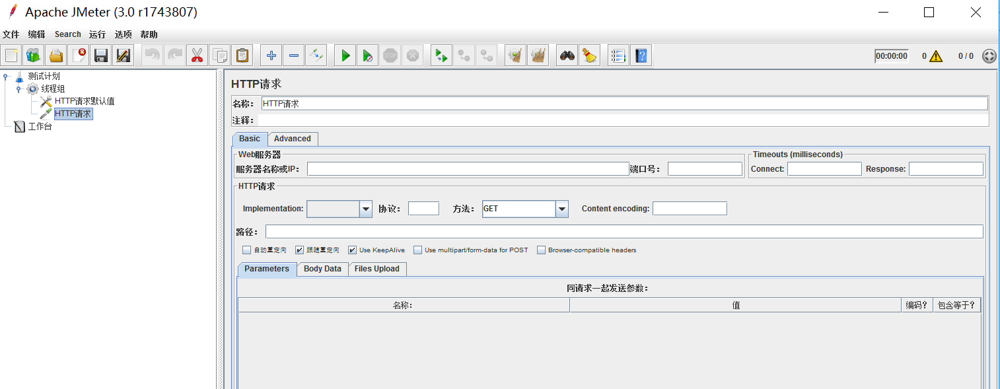 Apache JMeter (3.0 r1743807)
文件 编辑 Search 运行 选项 帮助
STOP 00:00:00 0 0 / 0
测试计划
线程组
HTTP请求默认值
HTTP请求
工作台
HTTP请求
名称： HTTP请求
注释：
Basic Advanced
Web服务器 Timeouts (milliseconds)
服务器名称或IP： 端口号： Connect: Response:
HTTP请求
Implementation: 协议： 方法： GET Content encoding:
路径：
自动重定向 跟随重定向 Use KeepAlive Use multipart/form-data for POST Browser-compatible headers
Parameters Body Data Files Upload
同请求一起发送参数：
名称： 值 编码？ 包含等于？